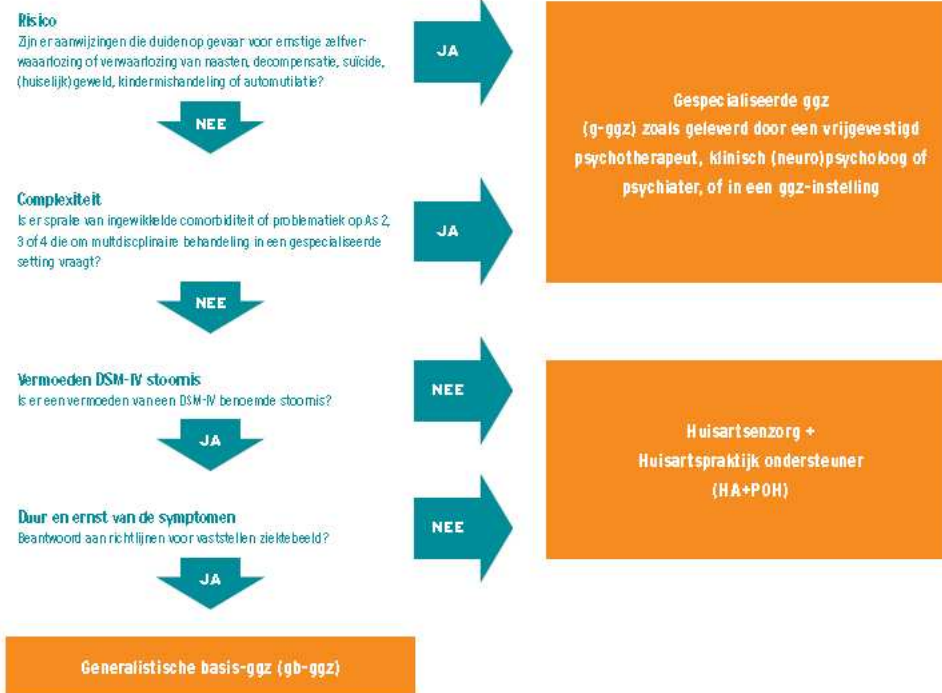 Risico
Zijn er aanwijzingen die duiden op gevaar voor ernstige zelfver-
waaarlozing of verwaarlozing van naasten, decompensatie, suïcide,
(huiselijk) geweld, kindermishandeling of automutilatie?
JA
NEE
Gespecialiseerde ggz
(g-ggz) zoals geleverd door een vrijgevestigd
psychotherapeut, klinisch (neuro)psycholoog of
psychiater, of in een ggz-instelling
Complexiteit
Is er sprake van ingewikkelde comorbiditeit of problematiek op As 2,
3 of 4 die om multdiscplinaire behandeling in een gespecialiseerde
setting vraagt?
JA
NEE
Vermoeden DSM-IV stoornis
Is er een vermoeden van een DSM-IV benoemde stoornis?
NEE
JA
Huisartsenzorg +
Huisartspraktijk ondersteuner
(HA+POH)
Duur en ernst van de symptomen
Beantwoord aan richtlijnen voor vaststellen ziektebeeld?
NEE
JA
Generalistische basis-ggz (gb-ggz)